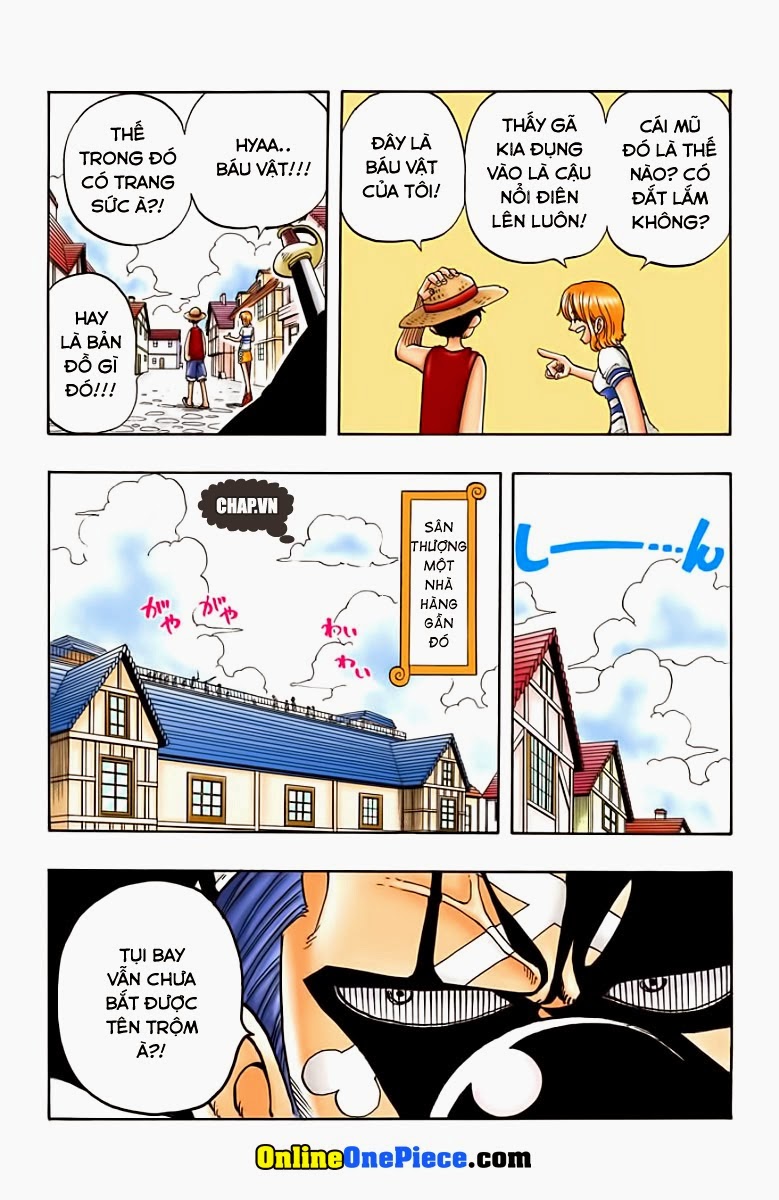 CÁI MŨ
ĐÓ LÀ THẾ
NÀO? CÓ
ĐẮT LẮM
KHÔNG?
THẤY GÃ
KIA ĐỤNG
VÀO LÀ CẬU
NỔI ĐIÊN
LÊN LUÔN!
ĐÂY LÀ
BÁU VẬT
CỦA TÔI!
HYAA..
BÁU VẬT!!!
THẾ
TRONG ĐÓ
CÓ TRANG
SỨC À?!
HAY
LÀ BẢN
ĐỒ GÌ
ĐÓ!!!
しーーー…ん
CHAP.VN
SÂN
THƯỢNG
MỘT
NHÀ
HÀNG
GẦN
ĐÓ
わい
わい
がや
がや
TỤI BAY
VẪN CHƯA
BẮT ĐƯỢC
TÊN TRỘM
À?!
OnlineOnePiece.com